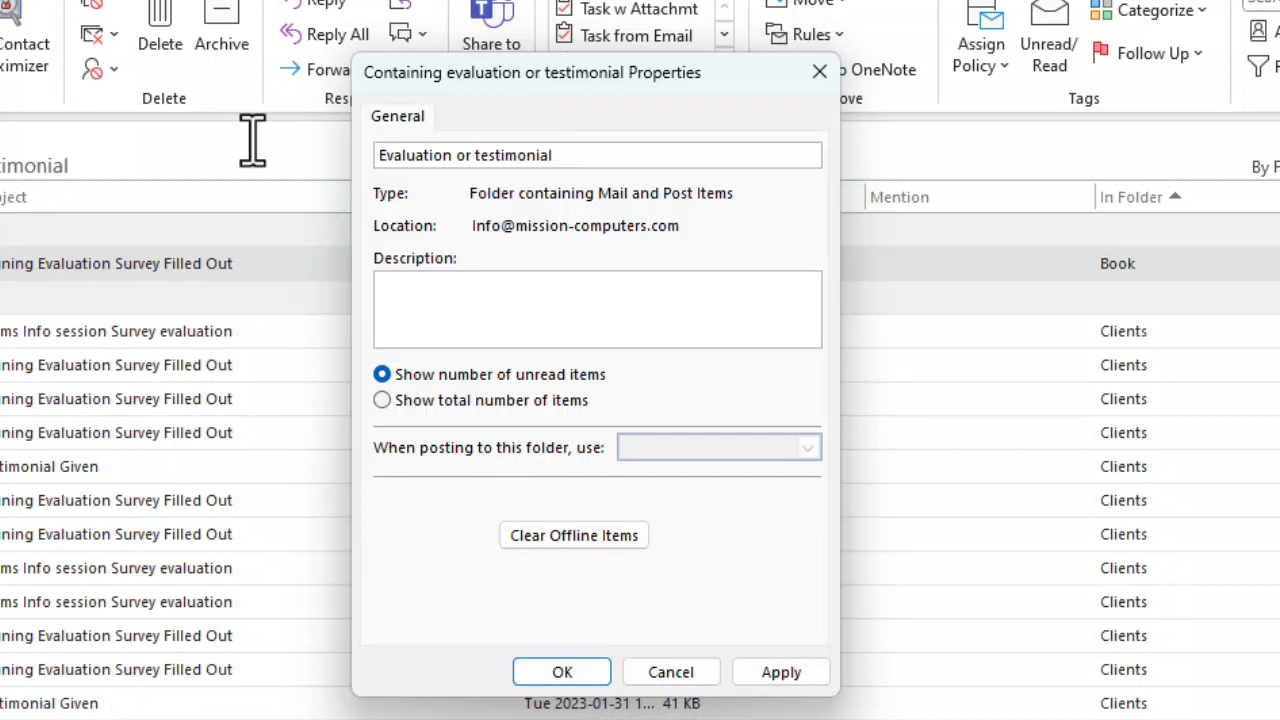 Reply
Move
Task w Attachmt
Categorize
Contact
Delete
Archive
Reply All
Share to
Task from Email
Rules
Assign
Unread/
Follow Up
Policy
Read
OneNote
Delete
Tags
Containing evaluation or testimonial Properties
General
Evaluation or testimonial
Type:
Folder containing Mail and Post Items
Location:
Info@mission-computers.com
Description:
Show number of unread items
Show total number of items
When posting to this folder, use:
Clear Offline Items
OK
Cancel
Apply
imonial
By F
ject
Mention
In Folder
ning Evaluation Survey Filled Out
Book
ms Info session Survey evaluation
Clients
ning Evaluation Survey Filled Out
Clients
ning Evaluation Survey Filled Out
Clients
ning Evaluation Survey Filled Out
Clients
timonial Given
Clients
ning Evaluation Survey Filled Out
Clients
ning Evaluation Survey Filled Out
Clients
ms Info session Survey evaluation
Clients
ms Info session Survey evaluation
Clients
ning Evaluation Survey Filled Out
Clients
ning Evaluation Survey Filled Out
Clients
timonial Given
Tue 2023-01-31 1... 41 KB
Clients